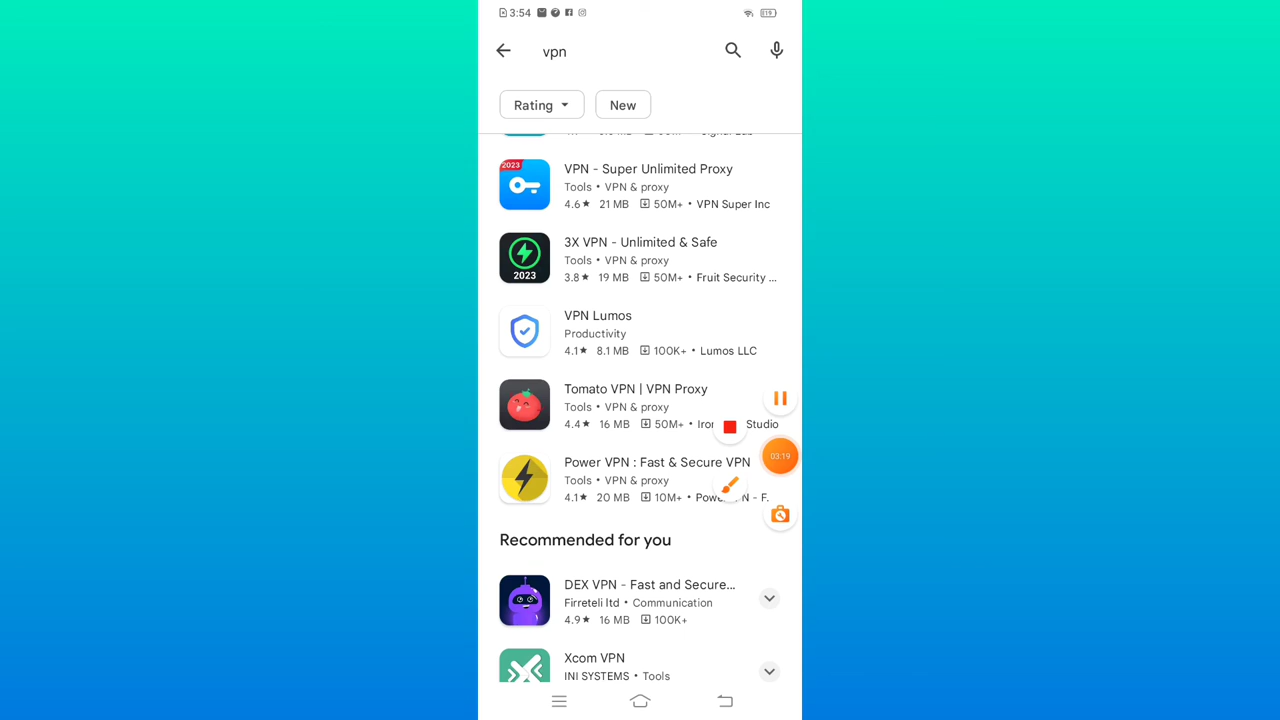 3:54
19
vpn
Rating
New
VPN - Super Unlimited Proxy
2023
Tools • VPN & proxy
4.6★ 21 MB 50M+ • VPN Super Inc
3X VPN - Unlimited & Safe
Tools • VPN & proxy
2023
3.8★ 19 MB 50M+ • Fruit Security ...
VPN Lumos
Productivity
4.1★ 8.1 MB 100K+ • Lumos LLC
Tomato VPN | VPN Proxy
Tools • VPN & proxy
4.4★ 16 MB 50M+ • Studio
03:19
Power VPN : Fast & Secure VPN
Tools • VPN & proxy
4.1★ 20 MB 10M+ • F.
Recommended for you
DEX VPN - Fast and Secure...
Firreteli ltd • Communication
4.9★ 16 MB 100K+
Xcom VPN
INI SYSTEMS • Tools